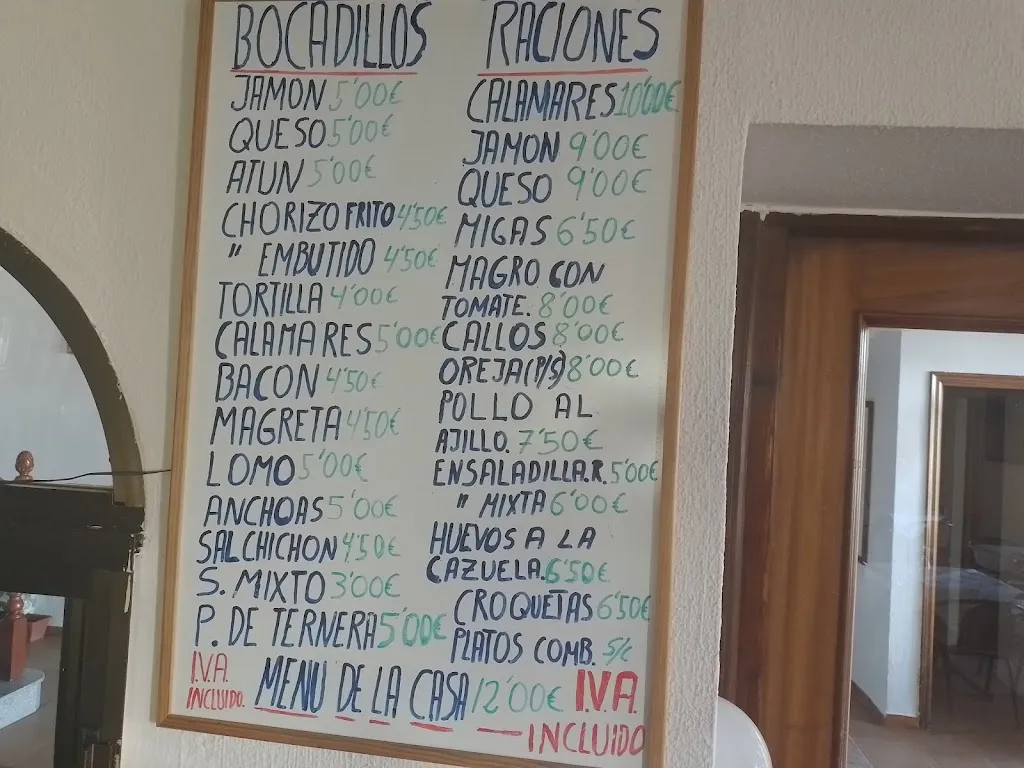 BOCADILLOS
JAMON 5'00€
QUESO 5'00€
ATUN 5'00€
CHORIZO FRITO 4'50€
" EMBUTIDO 4'50€
TORTILLA 4'00€
CALAMARES 5'00€
BACON 4'50€
MAGRETA 4'50€
LOMO 5'00€
ANCHOAS 5'00€
SALCHICHON 4'50€
S. MIXTO 3'00€
P. DE TERNERA 5'00€
RACIONES
CALAMARES 10'00€
JAMON 9'00€
QUESO 9'00€
MIGAS 6'50€
MAGRO CON
TOMATE. 8'00€
CALLOS 8'00€
OREJA (P/S) 8'00€
POLLO AL
AJILLO. 7'50€
ENSALADILLA.R. 5'00€
" MIXTA 6'00€
HUEVOS A LA
CAZUELA. 6'50€
CROQUETAS 6'50€
PLATOS COMB. S/C
I.V.A.
INCLUIDO.
MENU DE LA CASA 12'00€ IVA.
INCLUIDO